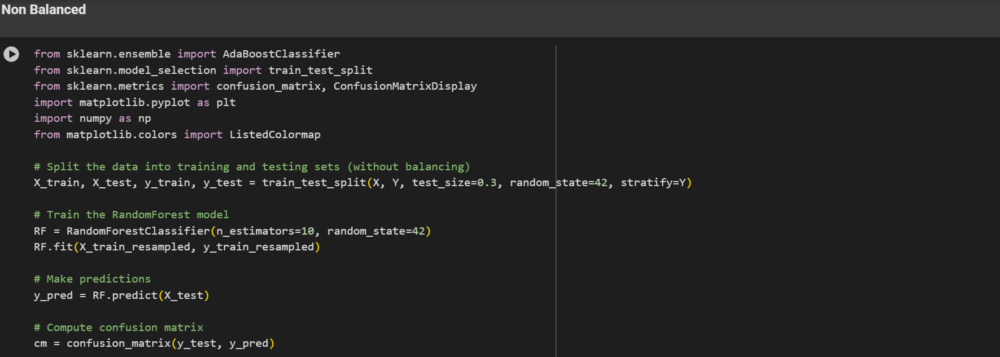 Non Balanced
from sklearn.ensemble import AdaBoostClassifier
from sklearn.model_selection import train_test_split
from sklearn.metrics import confusion_matrix, ConfusionMatrixDisplay
import matplotlib.pyplot as plt
import numpy as np
from matplotlib.colors import ListedColormap
# Split the data into training and testing sets (without balancing)
X_train, X_test, y_train, y_test = train_test_split(X, Y, test_size=0.3, random_state=42, stratify=Y)
# Train the RandomForest model
RF = RandomForestClassifier(n_estimators=10, random_state=42)
RF.fit(X_train_resampled, y_train_resampled)
# Make predictions
y_pred = RF.predict(X_test)
# Compute confusion matrix
cm = confusion_matrix(y_test, y_pred)